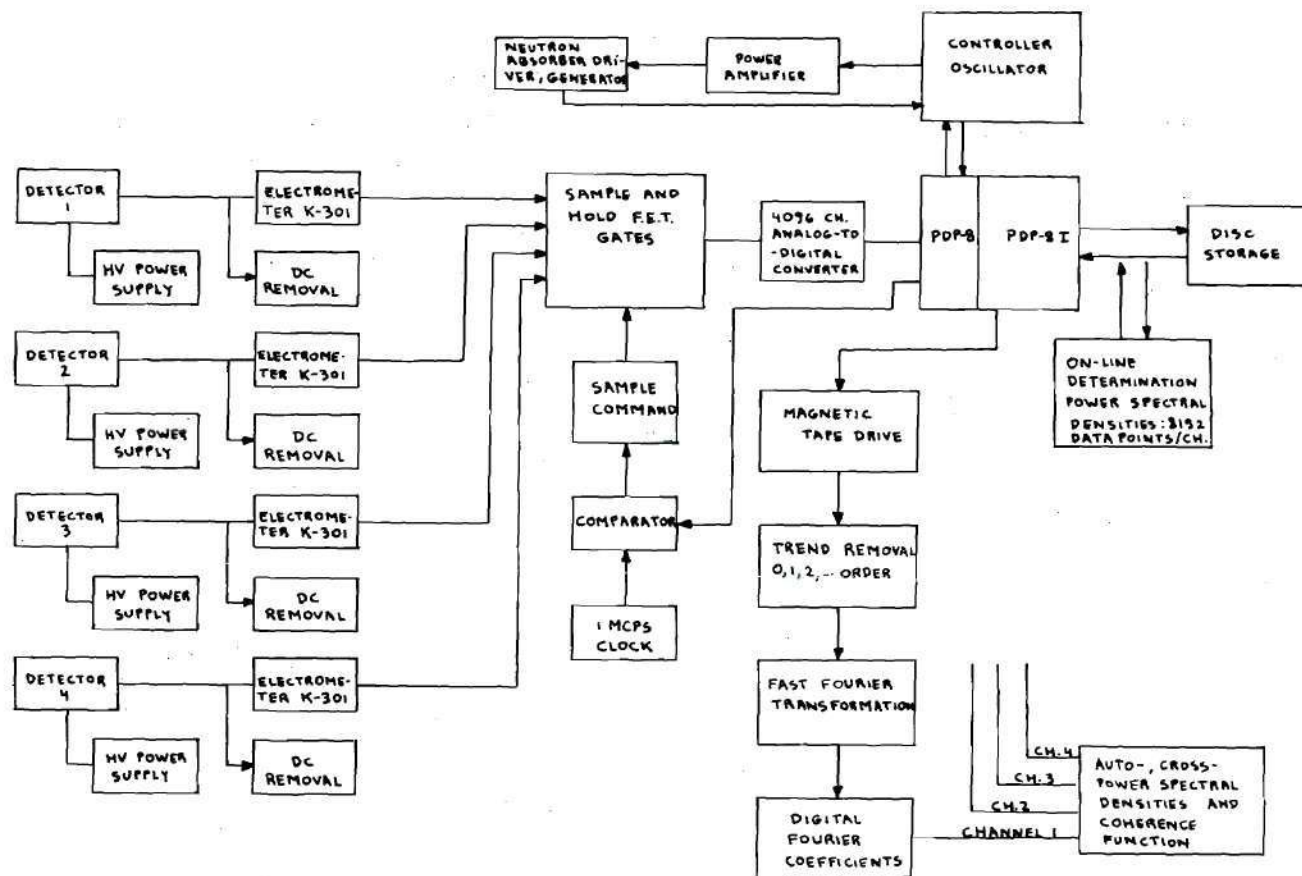 NEUTRON
ABSORBER DRI-
VER, GENERATOR
POWER
AMPLIFIER
CONTROLLER
OSCILLATOR
DETECTOR
1
ELECTROME-
TER K-301
HV POWER
SUPPLY
DC
REMOVAL
SAMPLE AND
HOLD F.E.T.
GATES
4096 CH.
ANALOG-TO
-DIGITAL
CONVERTER
PDP-8
PDP-8 I
DISC
STORAGE
DETECTOR
2
ELECTROME-
TER K-301
HV POWER
SUPPLY
DC
REMOVAL
SAMPLE
COMMAND
MAGNETIC
TAPE DRIVE
ON-LINE
DETERMINATION
POWER SPECTRAL
DENSITIES: 8192
DATA POINTS/CH.
DETECTOR
3
ELECTROME-
TER K-301
HV POWER
SUPPLY
DC
REMOVAL
COMPARATOR
TREND REMOVAL
0, 1, 2, ... ORDER
1 MCPS
CLOCK
DETECTOR
4
ELECTROME-
TER K-301
HV POWER
SUPPLY
DC
REMOVAL
FAST FOURIER
TRANSFORMATION
DIGITAL
FOURIER
COEFFICIENTS
CH.4
CH.3
CH.2
CHANNEL 1
AUTO-, CROSS-
POWER SPECTRAL
DENSITIES AND
COHERENCE
FUNCTION